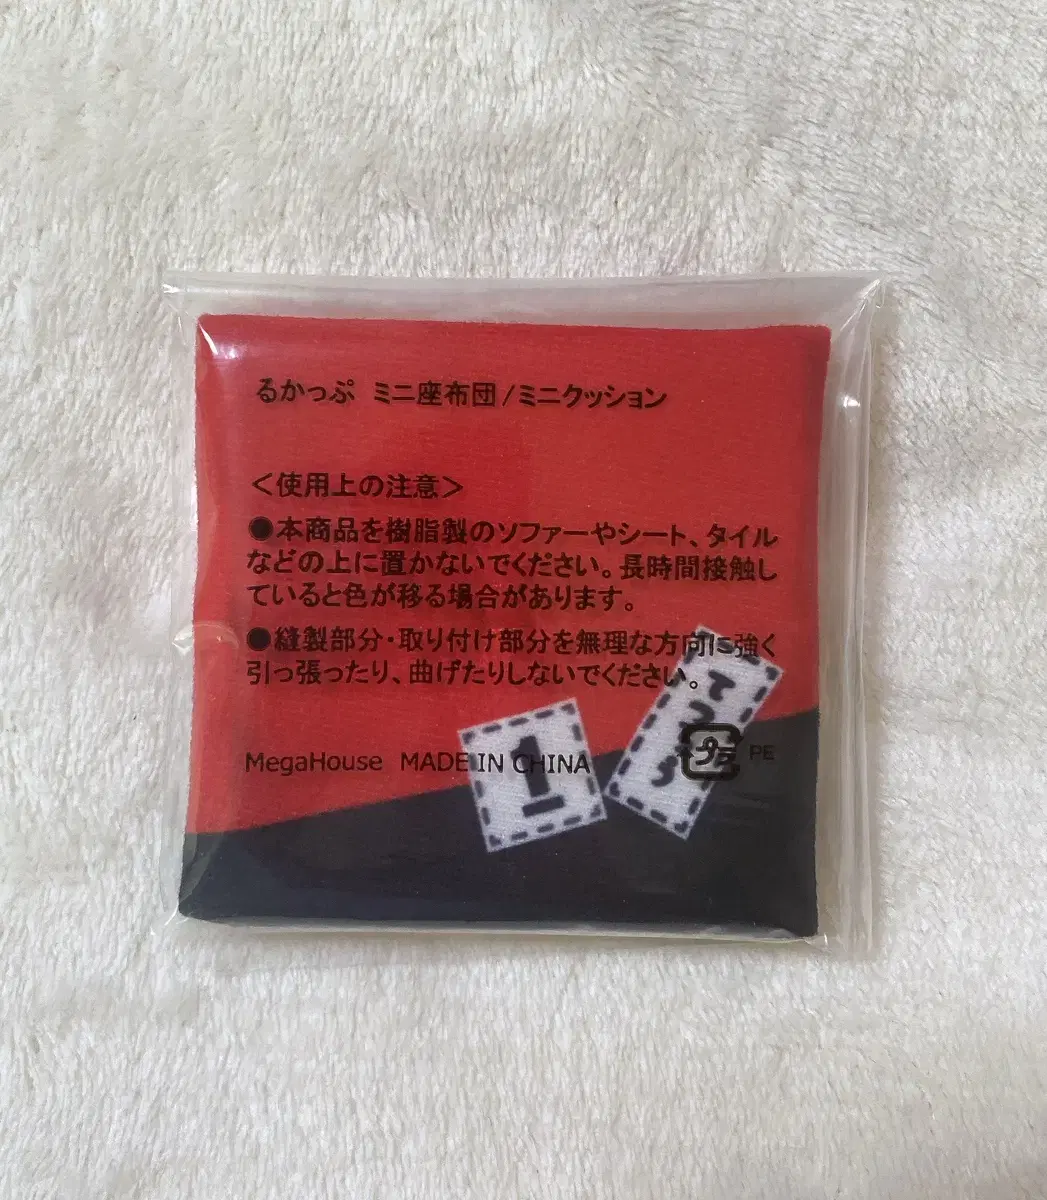 るかっぷ ミニ座布団/ミニクッション
＜使用上の注意＞
●本商品を樹脂製のソファーやシート、タイル
などの上に置かないでください。長時間接触し
ていると色が移る場合があります。
●縫製部分・取り付け部分を無理な方向に強く
引っ張ったり、曲げたりしないでください。
MegaHouse MADE IN CHINA
プラ PE
1
てつろう